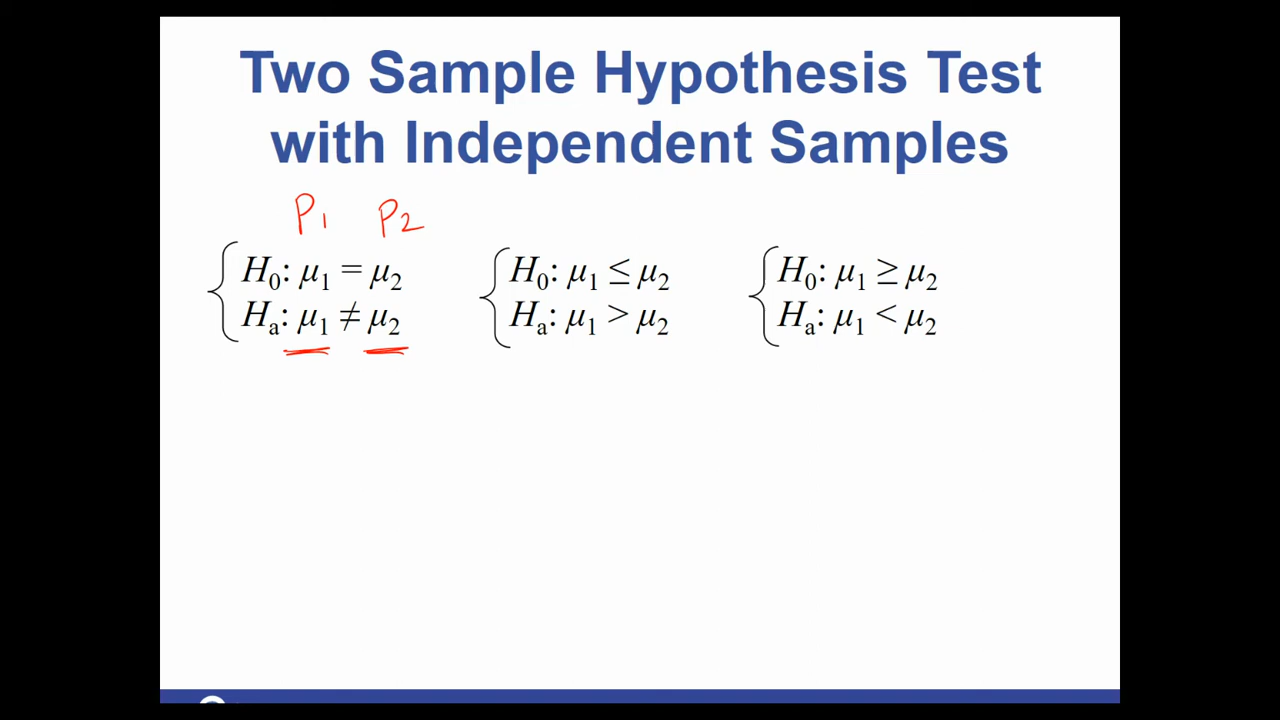 Two Sample Hypothesis Test
with Independent Samples
P1 P2
H0: μ1 = μ2
Ha: μ1 ≠ μ2
H0: μ1 ≤ μ2
Ha: μ1 > μ2
H0: μ1 ≥ μ2
Ha: μ1 < μ2